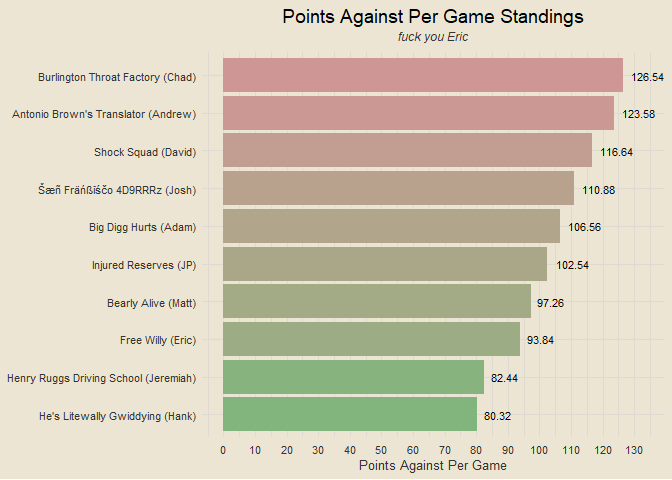 Points Against Per Game Standings
fuck you Eric
Burlington Throat Factory (Chad) 126.54
Antonio Brown's Translator (Andrew) 123.58
Shock Squad (David) 116.64
Šæñ Fráńßïśčo 4D9RRRz (Josh) 110.88
Big Digg Hurts (Adam) 106.56
Injured Reserves (JP) 102.54
Bearly Alive (Matt) 97.26
Free Willy (Eric) 93.84
Henry Ruggs Driving School (Jeremiah) 82.44
He's Litewally Gwiddying (Hank) 80.32
0 10 20 30 40 50 60 70 80 90 100 110 120 130
Points Against Per Game